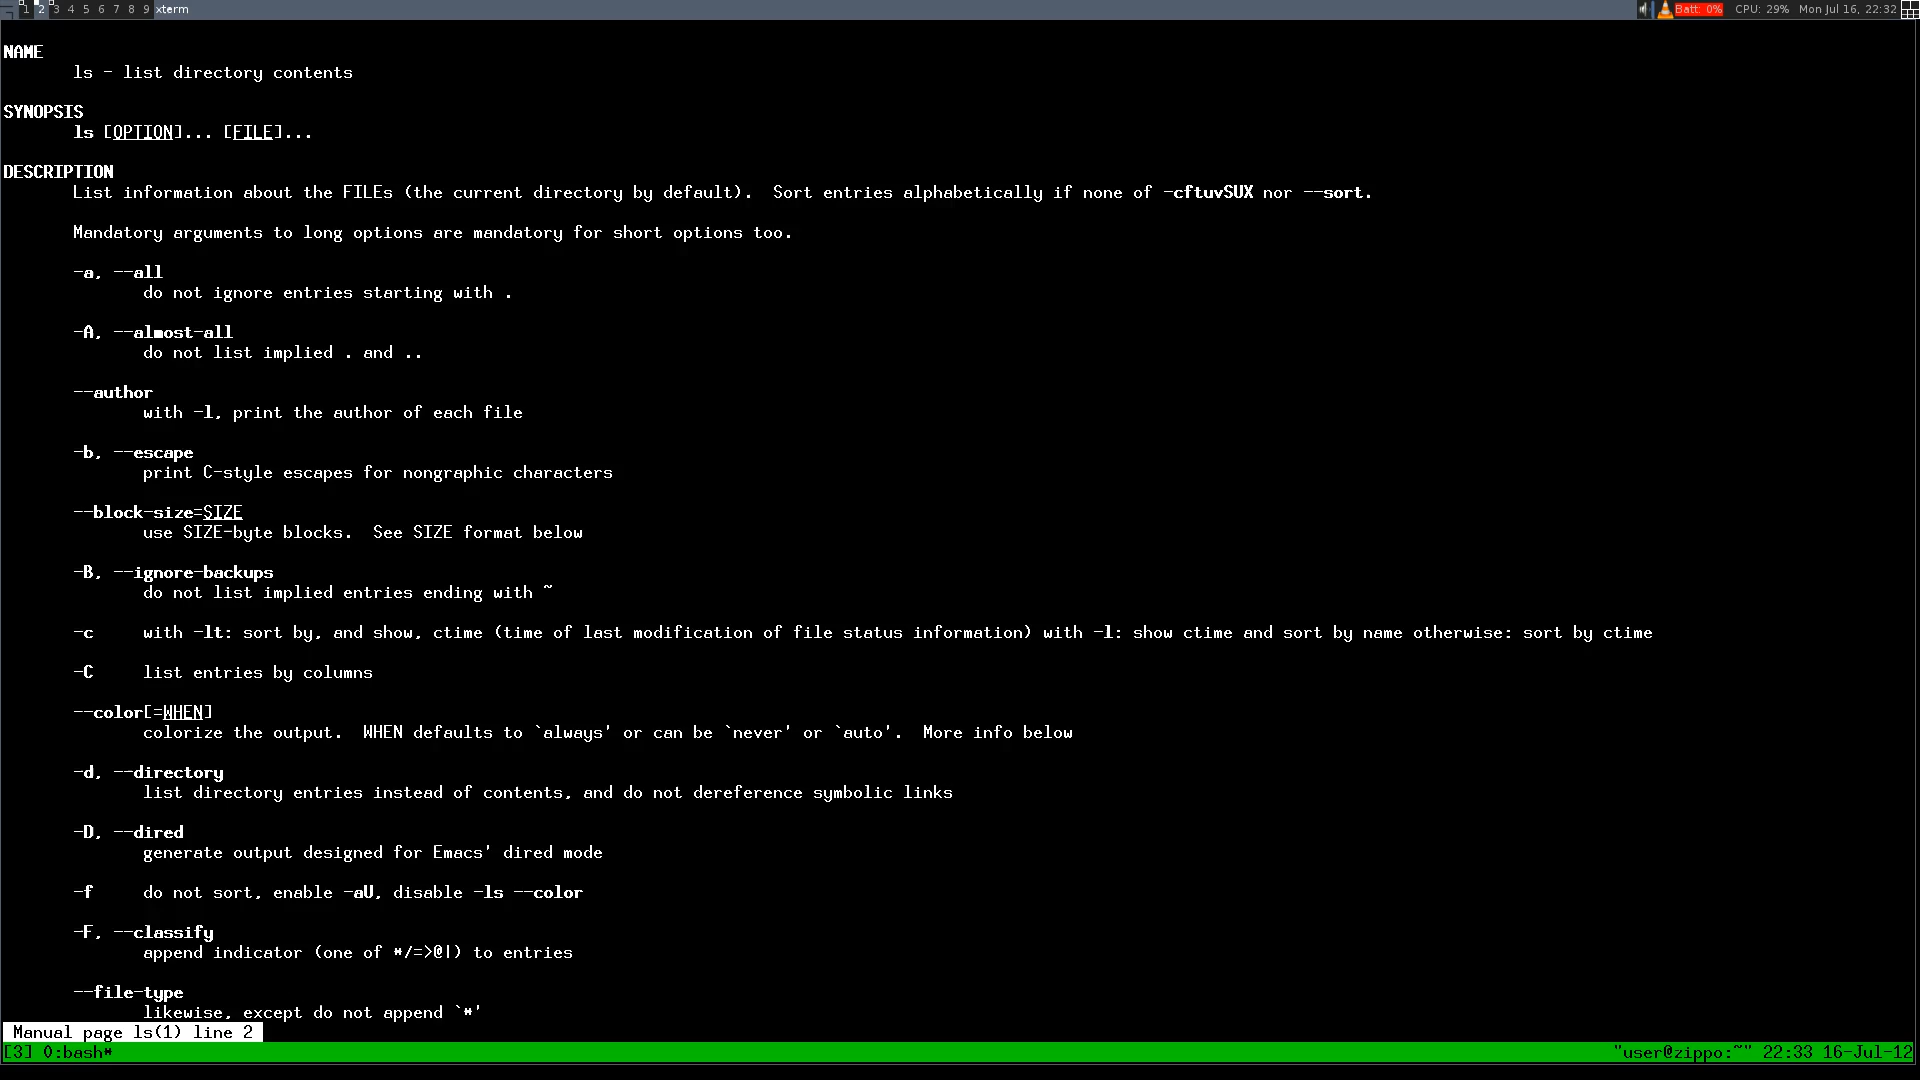 1 2 3 4 5 6 7 8 9 xterm Batt: 0% CPU: 29% Mon Jul 16, 22:32
NAME
ls - list directory contents
SYNOPSIS
ls [OPTION]... [FILE]...
DESCRIPTION
List information about the FILEs (the current directory by default).  Sort entries alphabetically if none of -cftuvSUX nor --sort.
Mandatory arguments to long options are mandatory for short options too.
-a, --all
do not ignore entries starting with .
-A, --almost-all
do not list implied . and ..
--author
with -l, print the author of each file
-b, --escape
print C-style escapes for nongraphic characters
--block-size=SIZE
use SIZE-byte blocks.  See SIZE format below
-B, --ignore-backups
do not list implied entries ending with ~
-c     with -lt: sort by, and show, ctime (time of last modification of file status information) with -l: show ctime and sort by name otherwise: sort by ctime
-C     list entries by columns
--color[=WHEN]
colorize the output.  WHEN defaults to `always' or can be `never' or `auto'.  More info below
-d, --directory
list directory entries instead of contents, and do not dereference symbolic links
-D, --dired
generate output designed for Emacs' dired mode
-f     do not sort, enable -aU, disable -ls --color
-F, --classify
append indicator (one of */=>@|) to entries
--file-type
likewise, except do not append `*'
Manual page ls(1) line 2
[3] 0:bash* "user@zippo:~" 22:33 16-Jul-12